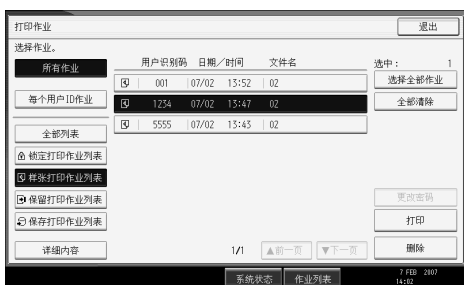 打印作业
退出
选择作业。
所有作业
每个用户ID作业
全部列表
锁定打印作业列表
样张打印作业列表
保留打印作业列表
保存打印作业列表
详细内容
用户识别码 日期／时间 文件名
001 07/02 13:52 02
1234 07/02 13:47 02
5555 07/02 13:43 02
1/1
▲前一页
▼下一页
选中： 1
选择全部作业
全部清除
更改密码
打印
删除
系统状态
作业列表
7 FEB 2007
14:02